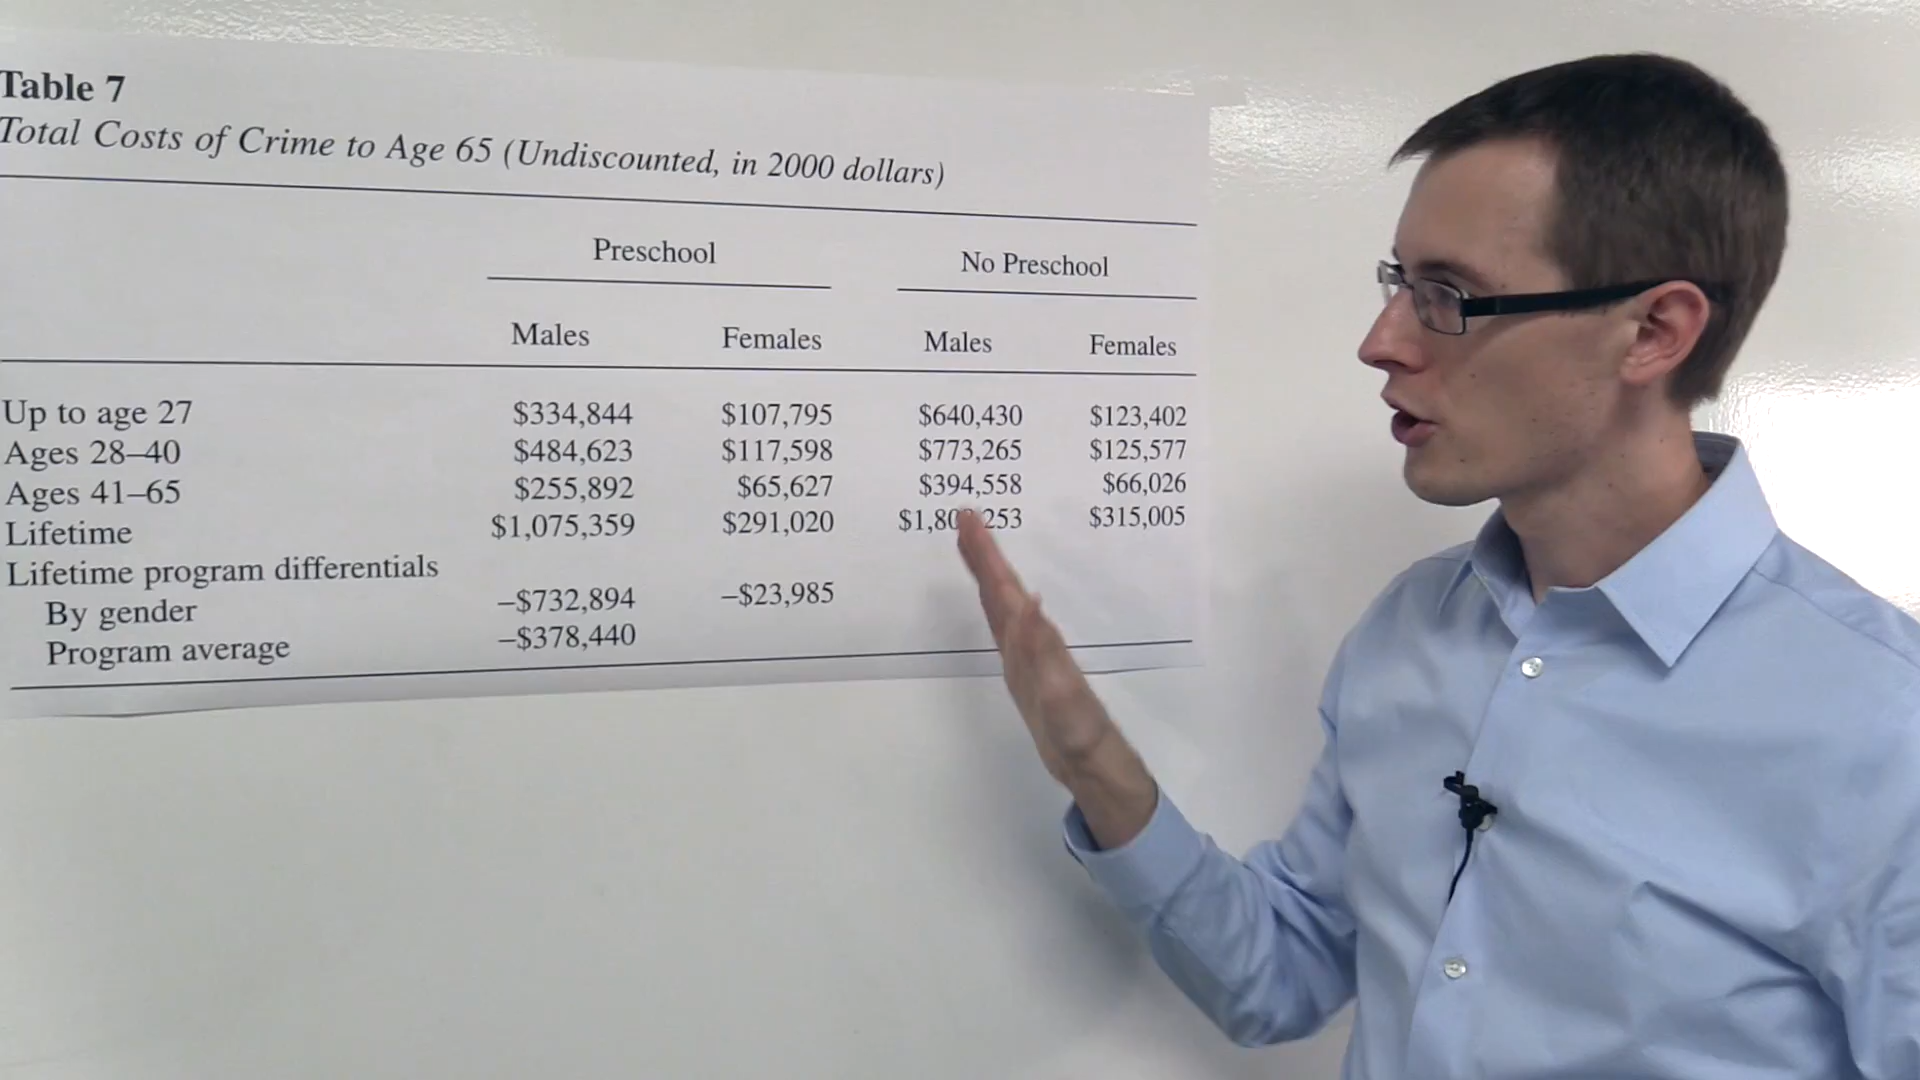 Table 7
Total Costs of Crime to Age 65 (Undiscounted, in 2000 dollars)
Preschool No Preschool
Males Females Males Females
Up to age 27 $334,844 $107,795 $640,430 $123,402
Ages 28–40 $484,623 $117,598 $773,265 $125,577
Ages 41–65 $255,892 $65,627 $394,558 $66,026
Lifetime $1,075,359 $291,020 $315,005
Lifetime program differentials
By gender –$732,894 –$23,985
Program average –$378,440